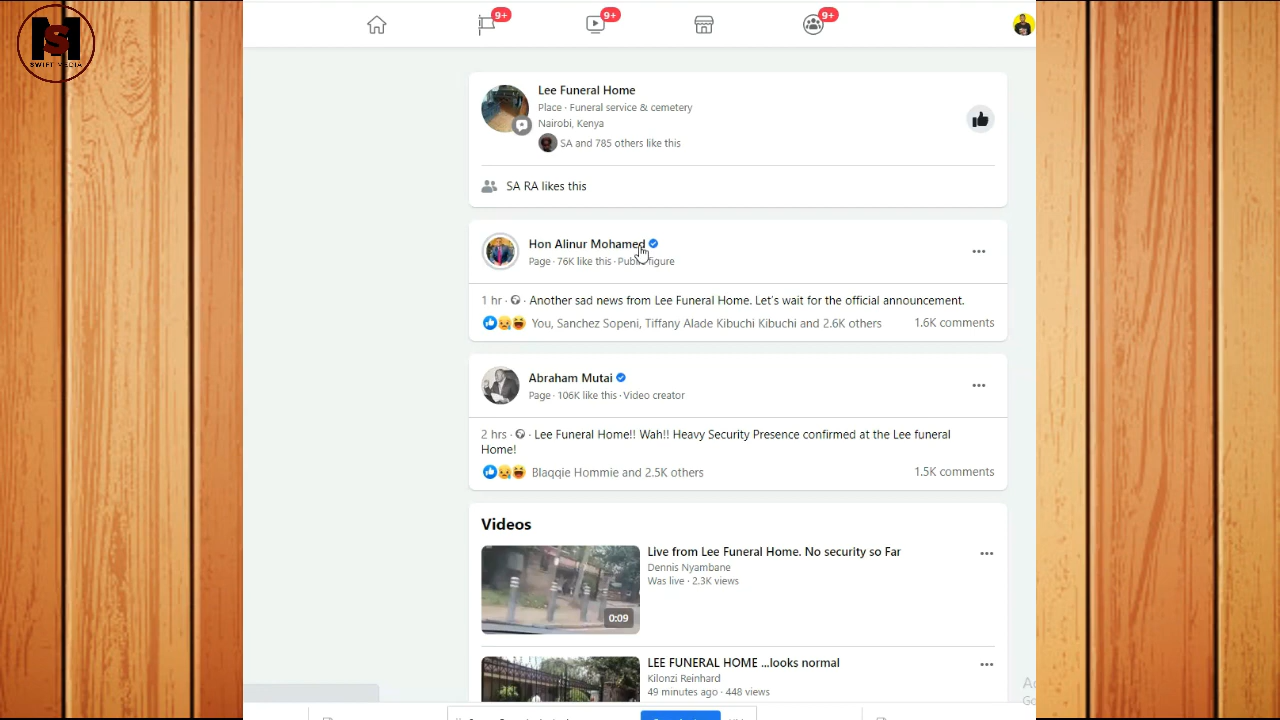 MS
SWIFT MEDIA
9+
9+
9+
Lee Funeral Home
Place · Funeral service & cemetery
Nairobi, Kenya
SA and 785 others like this
SA RA likes this
Hon Alinur Mohamed
Page · 76K like this · Public figure
1 hr · Another sad news from Lee Funeral Home. Let's wait for the official announcement.
You, Sanchez Sopeni, Tiffany Alade Kibuchi Kibuchi and 2.6K others 1.6K comments
Abraham Mutai
Page · 106K like this · Video creator
2 hrs · Lee Funeral Home!! Wah!! Heavy Security Presence confirmed at the Lee funeral
Home!
Blaqqie Hommie and 2.5K others 1.5K comments
Videos
Live from Lee Funeral Home. No security so Far
Dennis Nyambane
Was live · 2.3K views
0:09
LEE FUNERAL HOME ...looks normal
Kilonzi Reinhard
49 minutes ago · 448 views